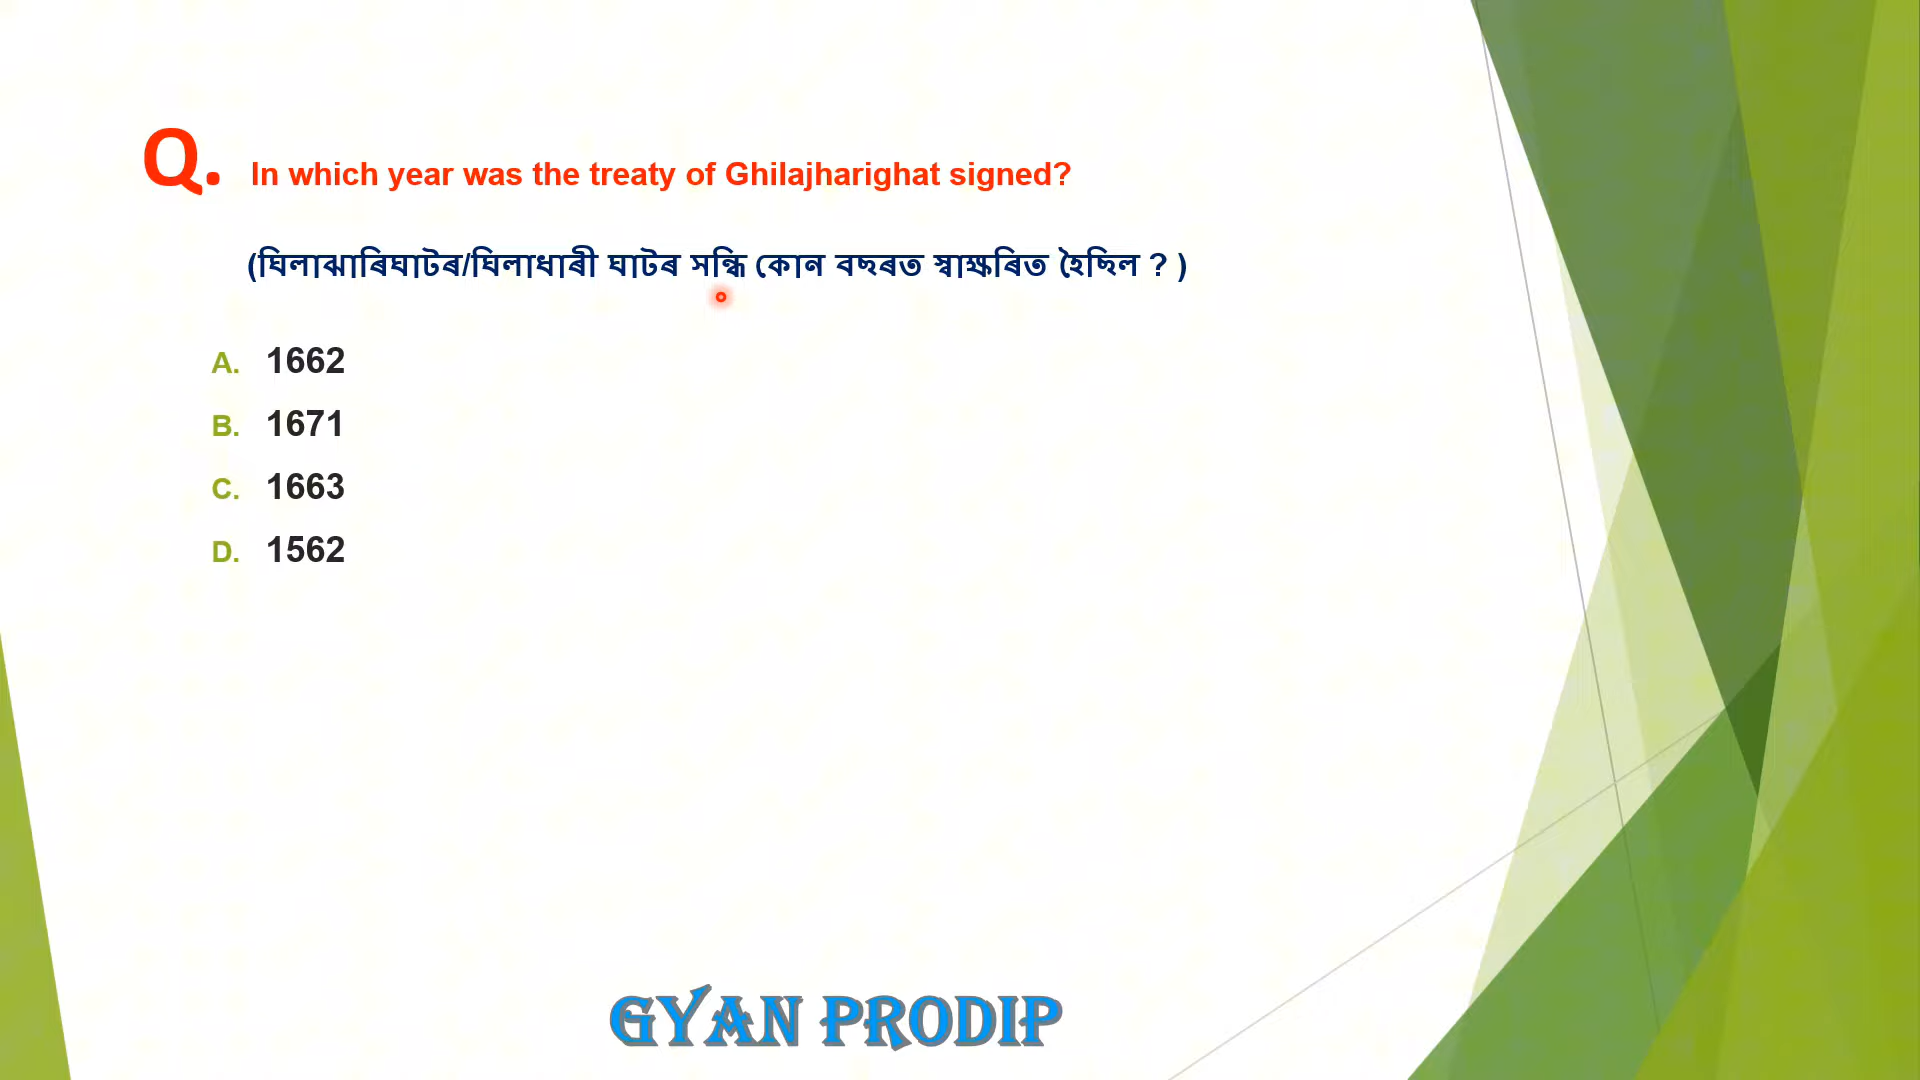 Q. In which year was the treaty of Ghilajharighat signed?
(ঘিলাঝাৰিঘাটৰ/ঘিলাধাৰী ঘাটৰ সন্ধি কোন বছৰত স্বাক্ষৰিত হৈছিল ? )
A. 1662
B. 1671
C. 1663
D. 1562
GYAN PRODIP